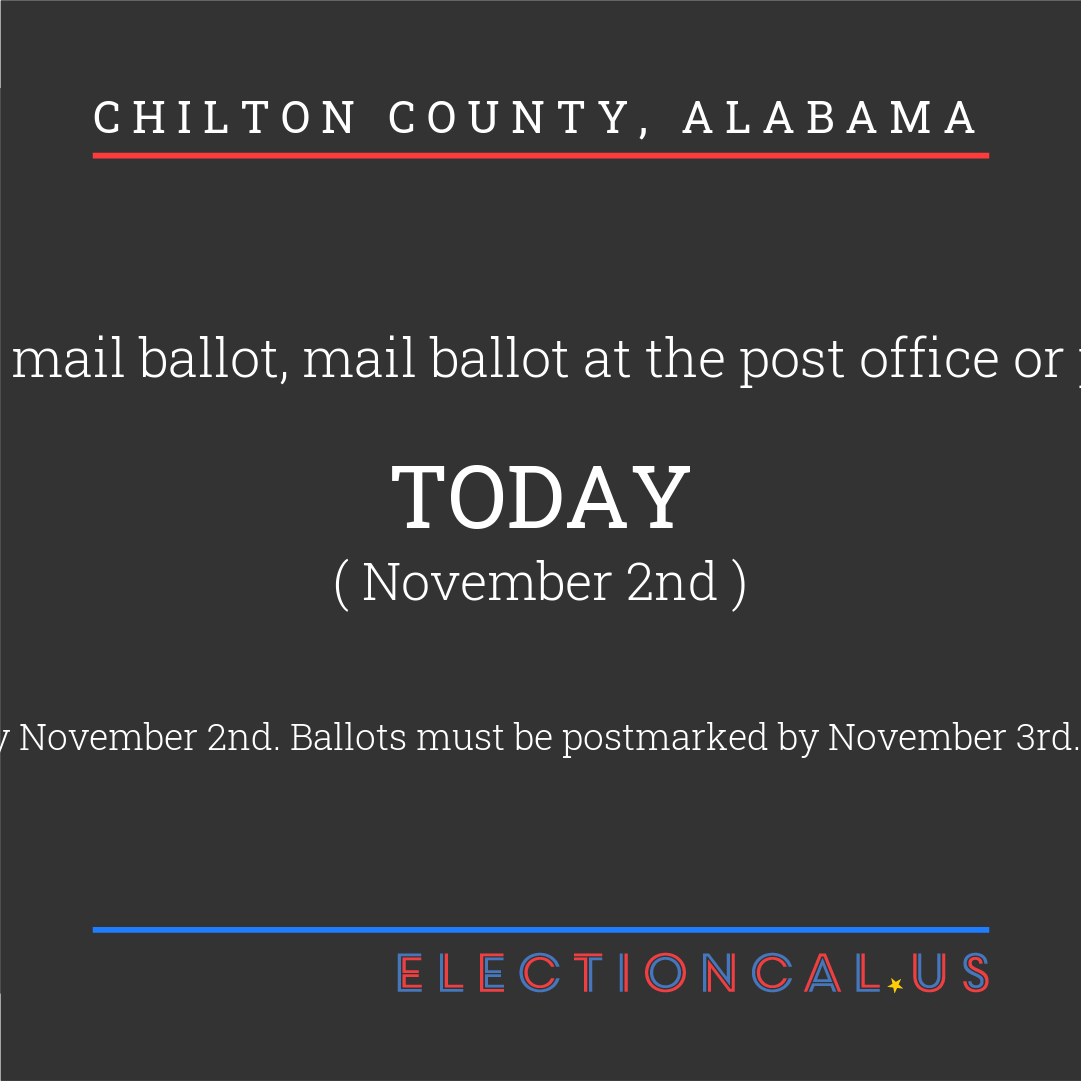 CHILTON COUNTY, ALABAMA
mail ballot, mail ballot at the post office or
TODAY
( November 2nd )
November 2nd. Ballots must be postmarked by November 3rd.
ELECTIONCAL.US